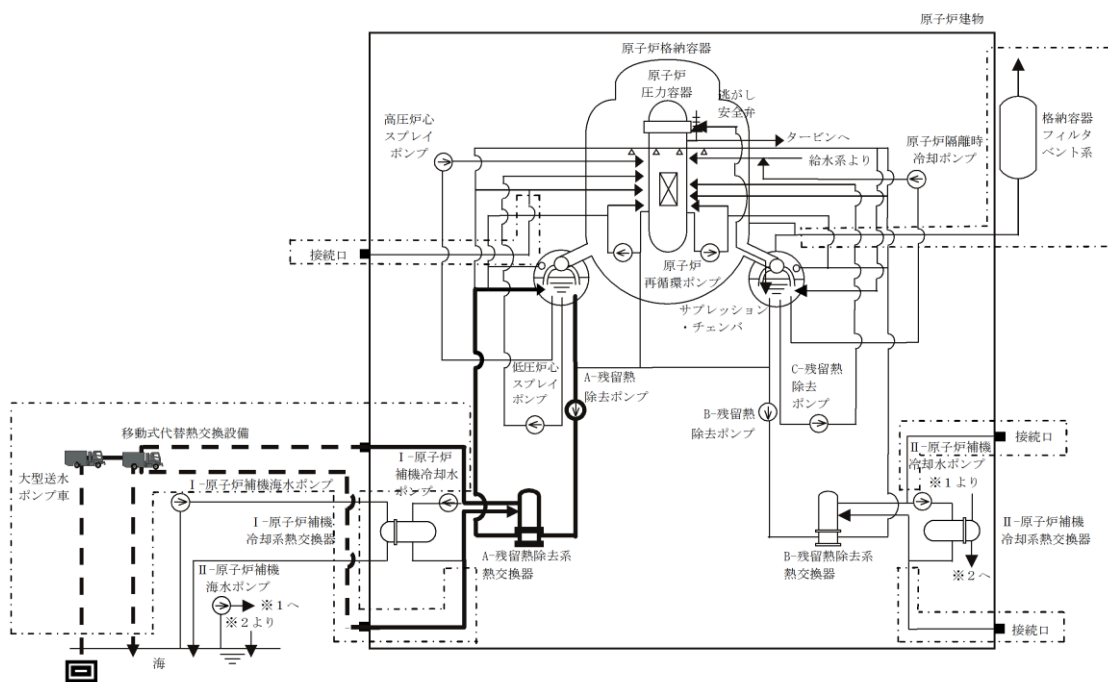 原子炉建物
原子炉格納容器
原子炉
圧力容器
逃がし
安全弁
高圧炉心
スプレイ
ポンプ
タービンへ
給水系より
原子炉隔離時
冷却ポンプ
格納容器
フィルタ
ベント系
接続口
原子炉
再循環ポンプ
サプレッション
・チェンバ
低圧炉心
スプレイ
ポンプ
A-残留熱
除去ポンプ
C-残留熱
除去
ポンプ
B-残留熱
除去ポンプ
移動式代替熱交換設備
大型送水
ポンプ車
Ⅰ-原子炉補機海水ポンプ
Ⅰ-原子炉
補機冷却水
ポンプ
Ⅱ-原子炉補機
冷却水ポンプ
※1より
接続口
Ⅰ-原子炉補機
冷却系熱交換器
A-残留熱除去系
熱交換器
B-残留熱除去系
熱交換器
Ⅱ-原子炉補機
冷却系熱交換器
※2へ
Ⅱ-原子炉補機
海水ポンプ
※1へ
※2より
接続口
海